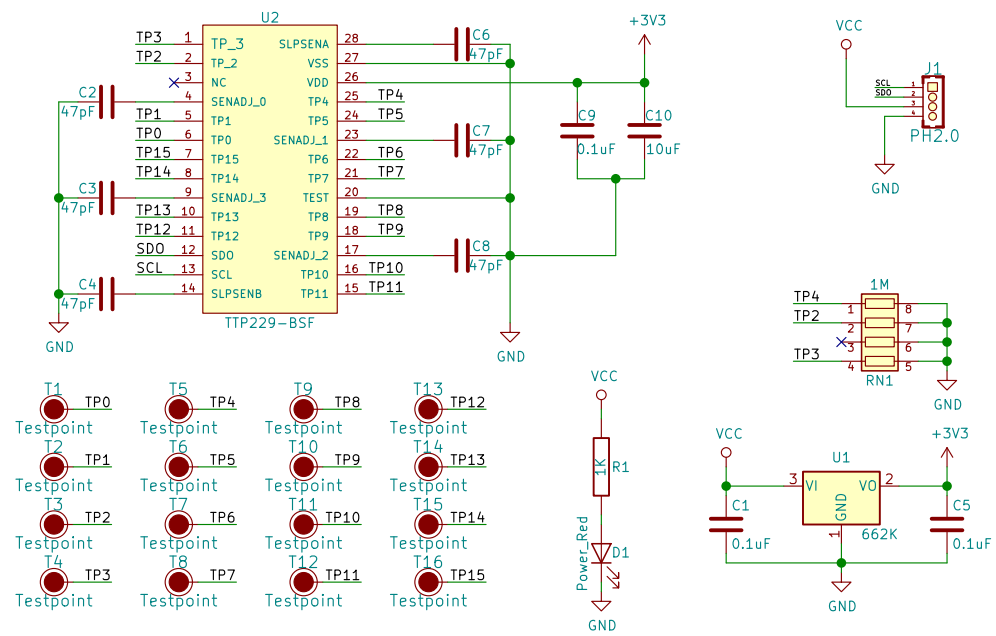 U2
TP3 1 TP_3 SLPSENA 28 C6 47pF
TP2 2 TP_2 VSS 27
3 NC VDD 26
C2 47pF 4 SENADJ_0 TP4 25 TP4
TP1 5 TP1 TP5 24 TP5
TP0 6 TP0 SENADJ_1 23 C7 47pF
TP15 7 TP15 TP6 22 TP6
TP14 8 TP14 TP7 21 TP7
C3 47pF 9 SENADJ_3 TEST 20
TP13 10 TP13 TP8 19 TP8
TP12 11 TP12 TP9 18 TP9
SDO 12 SDO SENADJ_2 17 C8 47pF
SCL 13 SCL TP10 16 TP10
C4 47pF 14 SLPSENB TP11 15 TP11
TTP229-BSF
GND
GND
+3V3
C9 C10
0.1uF 10uF
VCC
J1
SCL 1
SDO 2
3
4
PH2.0
GND
1M
TP4 1 8
TP2 2 7
3 6
TP3 4 5
RN1
GND
T1 TP0 T5 TP4 T9 TP8 T13 TP12
Testpoint Testpoint Testpoint Testpoint
T2 TP1 T6 TP5 T10 TP9 T14 TP13
Testpoint Testpoint Testpoint Testpoint
T3 TP2 T7 TP6 T11 TP10 T15 TP14
Testpoint Testpoint Testpoint Testpoint
T4 TP3 T8 TP7 T12 TP11 T16 TP15
Testpoint Testpoint Testpoint Testpoint
VCC
1K R1
Power_Red D1
GND
VCC
+3V3
U1
3 VI VO 2
GND
1
662K
C1
0.1uF
C5
0.1uF
GND